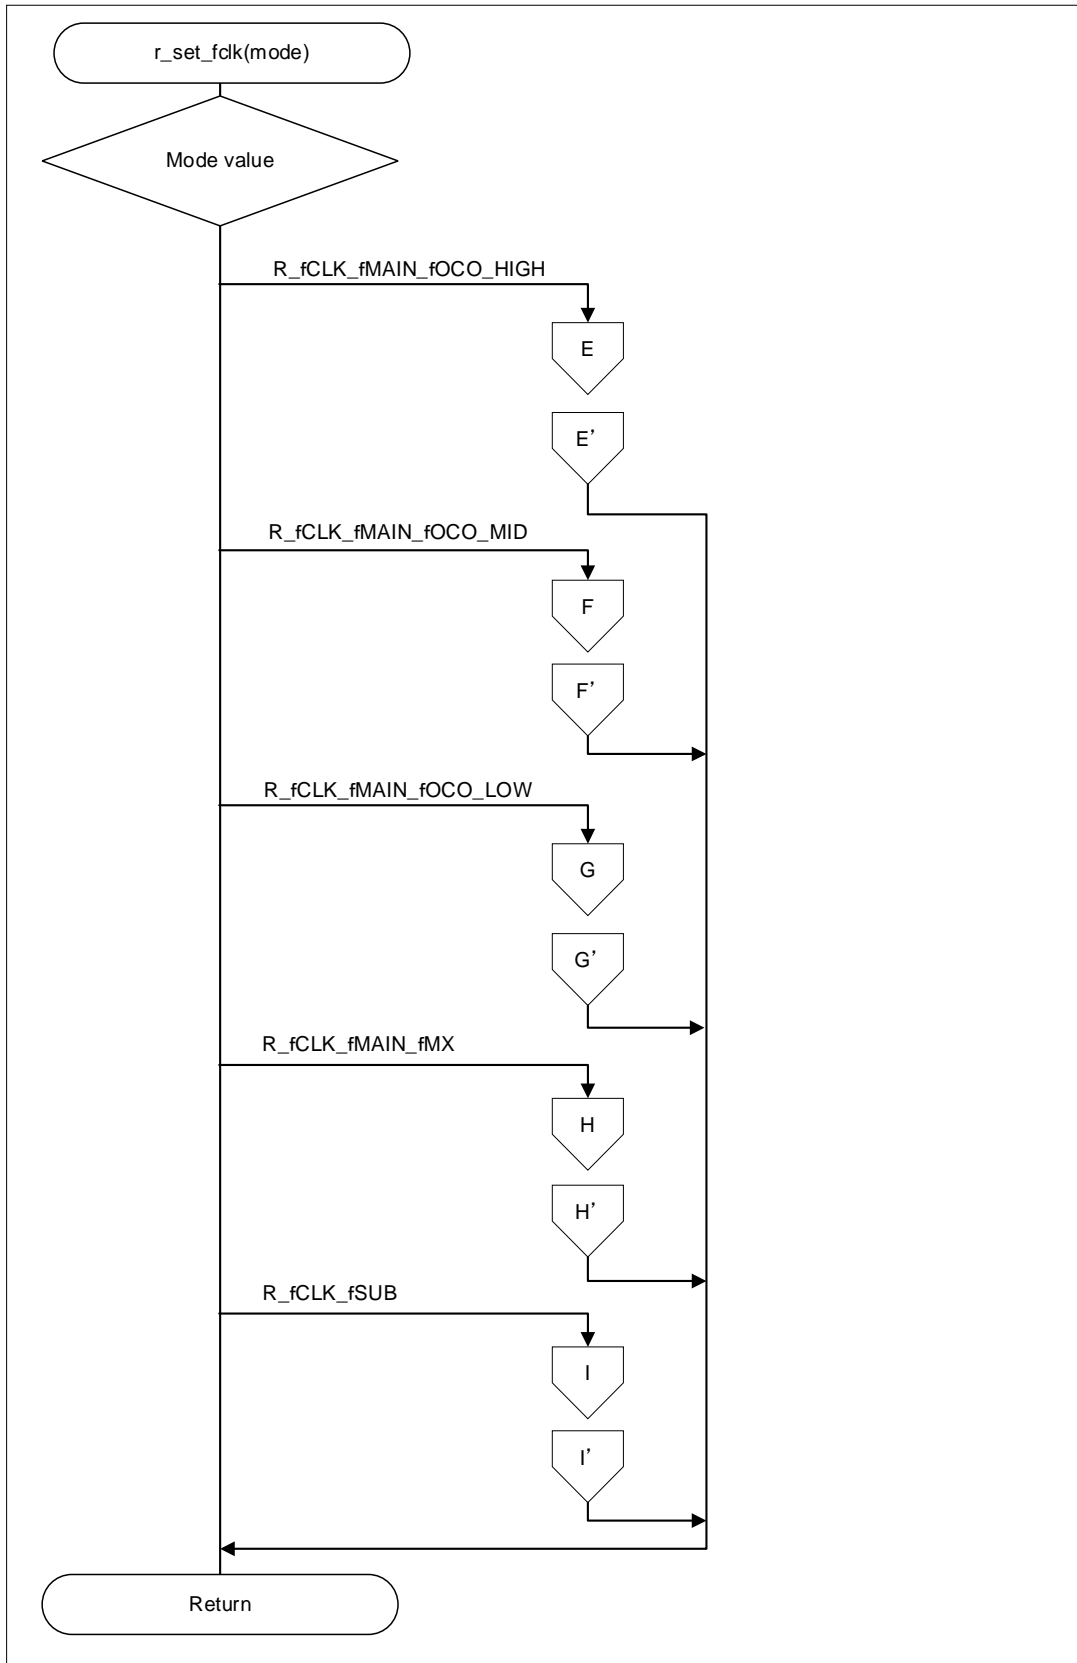 r_set_fclk(mode)
Mode value
R_fCLK_fMAIN_fOCO_HIGH
E
E’
R_fCLK_fMAIN_fOCO_MID
F
F’
R_fCLK_fMAIN_fOCO_LOW
G
G’
R_fCLK_fMAIN_fMX
H
H’
R_fCLK_fSUB
I
I’
Return